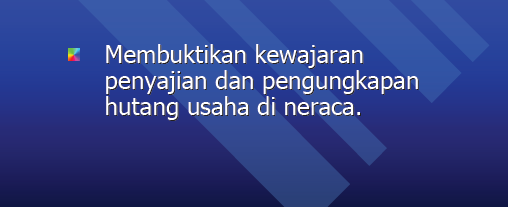 Membuktikan kewajaran
penyajian dan pengungkapan
hutang usaha di neraca.